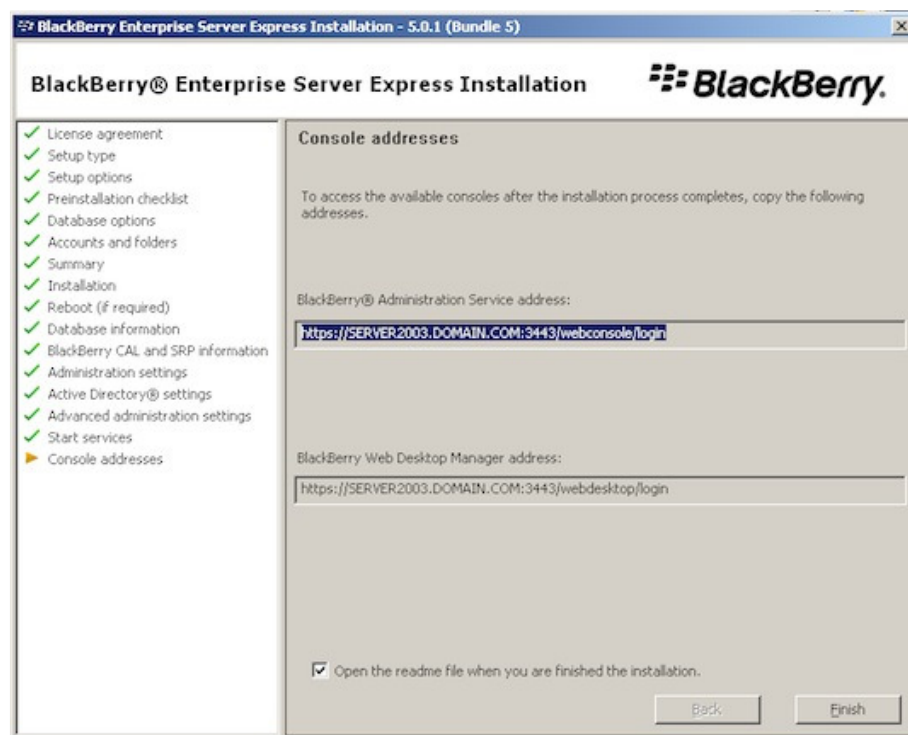 BlackBerry Enterprise Server Express Installation - 5.0.1 (Bundle 5)
BlackBerry® Enterprise Server Express Installation
BlackBerry.
License agreement
Setup type
Setup options
Preinstallation checklist
Database options
Accounts and folders
Summary
Installation
Reboot (if required)
Database information
BlackBerry CAL and SRP information
Administration settings
Active Directory® settings
Advanced administration settings
Start services
Console addresses
Console addresses
To access the available consoles after the installation process completes, copy the following
addresses.
BlackBerry® Administration Service address:
https://SERVER2003.DOMAIN.COM:3443/webconsole/login
BlackBerry Web Desktop Manager address:
https://SERVER2003.DOMAIN.COM:3443/webdesktop/login
Open the readme file when you are finished the installation.
Back
Finish